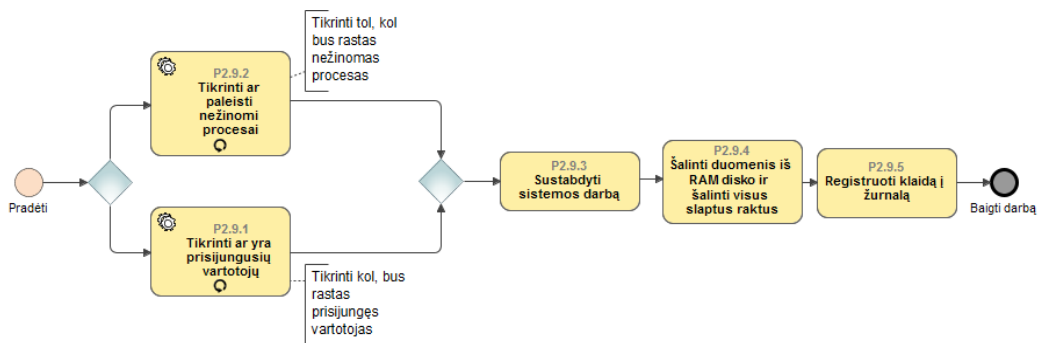 Tikrinti tol, kol
bus rastas
nežinomas
procesas
P2.9.2
Tikrinti ar
paleisti
nežinomi
procesai
Pradėti
P2.9.1
Tikrinti ar yra
prisijungusių
vartotojų
Tikrinti kol, bus
rastas
prisijungęs
vartotojas
P2.9.3
Sustabdyti
sistemos darbą
P2.9.4
Šalinti duomenis iš
RAM disko ir
šalinti visus
slaptus raktus
P2.9.5
Registruoti klaidą į
žurnalą
Baigti darbą